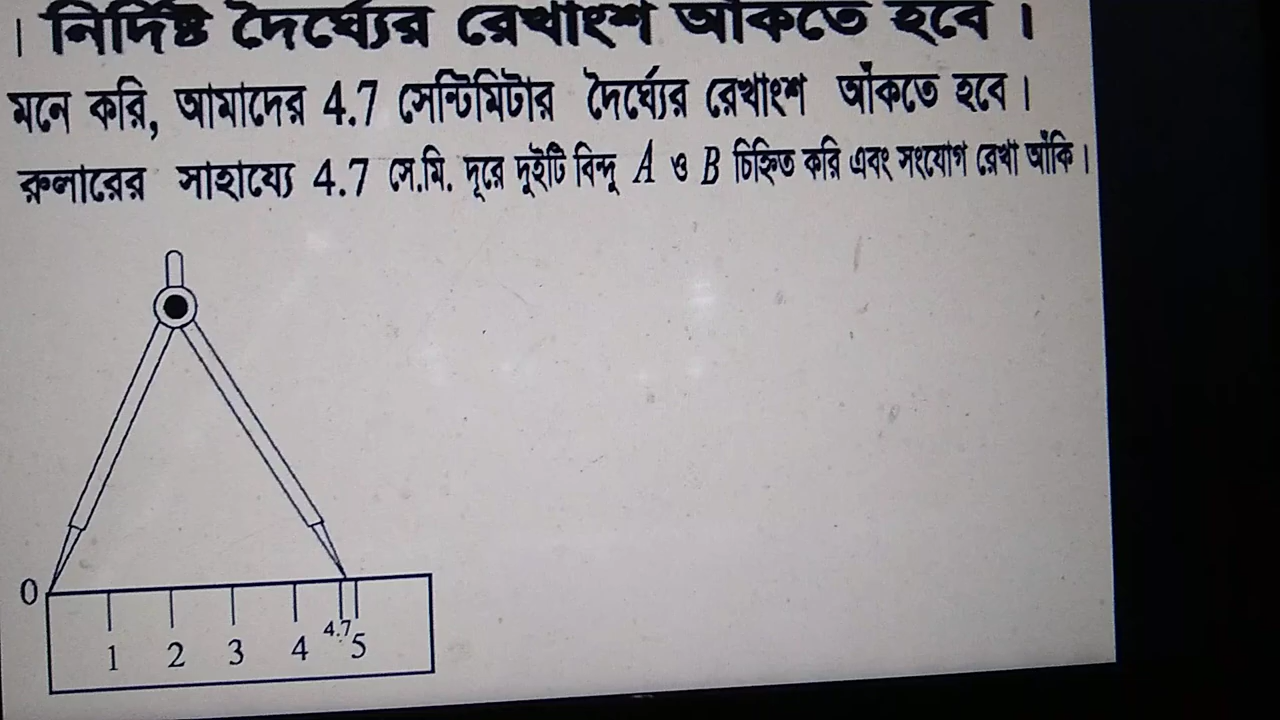 । নির্দিষ্ট দৈর্ঘ্যের রেখাংশ আঁকতে হবে ।
মনে করি, আমাদের 4.7 সেন্টিমিটার দৈর্ঘ্যের রেখাংশ আঁকতে হবে ।
রুলারের সাহায্যে 4.7 সে.মি. দূরে দুইটি বিন্দু A ও B চিহ্নিত করি এবং সংযোগ রেখা আঁকি ।
0
1 2 3 4 4.7 5